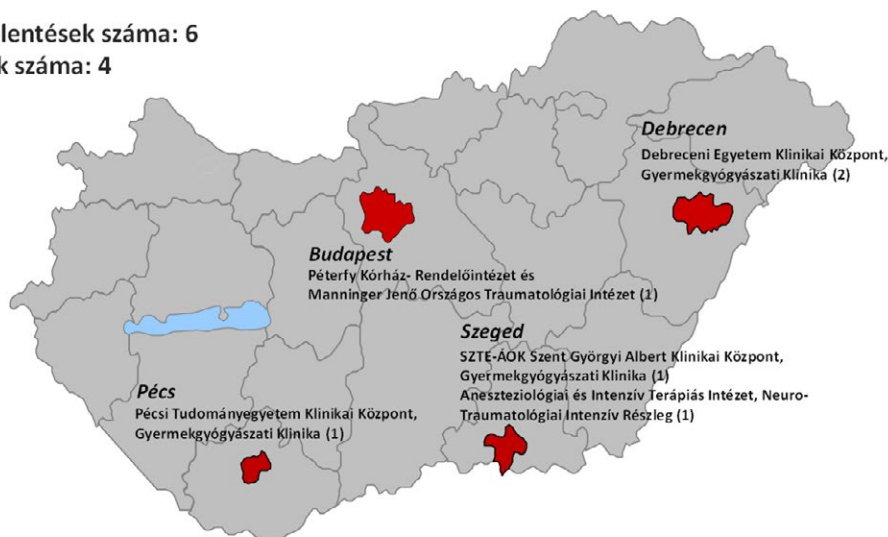 lentések száma: 6
k száma: 4
Debrecen
Debreceni Egyetem Klinikai Központ,
Gyermekgyógyászati Klinika (2)
Budapest
Péterfy Kórház- Rendelőintézet és
Manninger Jenő Országos Traumatológiai Intézet (1)
Szeged
SZTE-ÁOK Szent Györgyi Albert Klinikai Központ,
Gyermekgyógyászati Klinika (1)
Aneszteziológiai és Intenzív Terápiás Intézet, Neuro-
Traumatológiai Intenzív Részleg (1)
Pécs
Pécsi Tudományegyetem Klinikai Központ,
Gyermekgyógyászati Klinika (1)